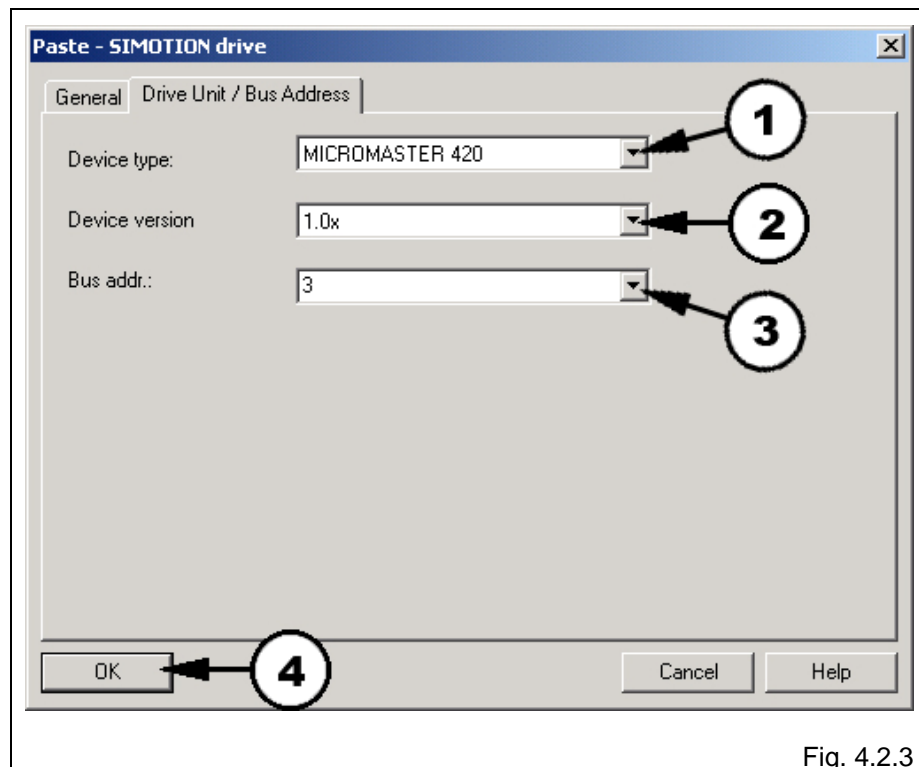 Paste - SIMOTION drive
General Drive Unit / Bus Address
1
Device type: MICROMASTER 420
Device version 1.0x
2
Bus addr.: 3
3
OK 4 Cancel Help
Fig. 4.2.3